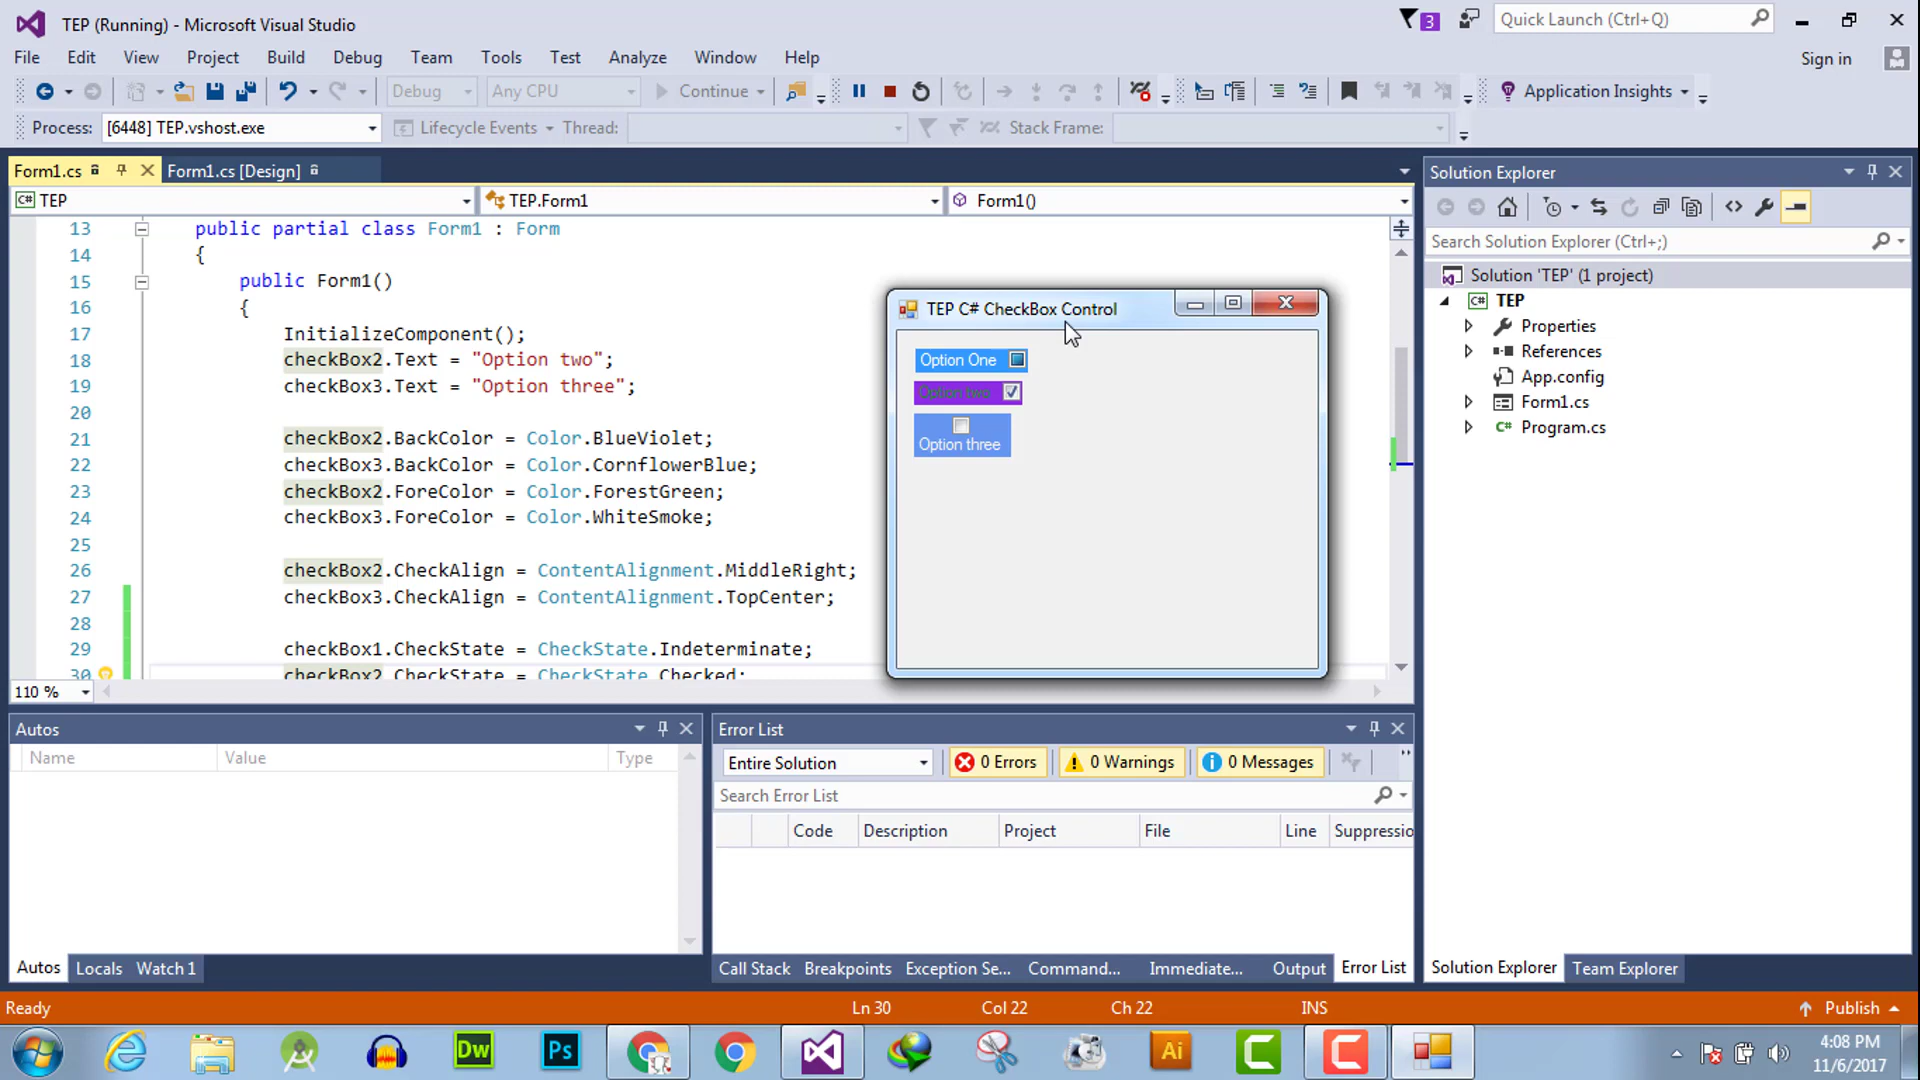 TEP (Running) - Microsoft Visual Studio
3
Quick Launch (Ctrl+Q)
File Edit View Project Build Debug Team Tools Test Analyze Window Help
Sign in
Debug Any CPU Continue Application Insights
Process: [6448] TEP.vshost.exe Lifecycle Events Thread: Stack Frame:
Form1.cs Form1.cs [Design]
C# TEP TEP.Form1 Form1()
13 public partial class Form1 : Form
14 {
15 public Form1()
16 {
17 InitializeComponent();
18 checkBox2.Text = "Option two";
19 checkBox3.Text = "Option three";
20
21 checkBox2.BackColor = Color.BlueViolet;
22 checkBox3.BackColor = Color.CornflowerBlue;
23 checkBox2.ForeColor = Color.ForestGreen;
24 checkBox3.ForeColor = Color.WhiteSmoke;
25
26 checkBox2.CheckAlign = ContentAlignment.MiddleRight;
27 checkBox3.CheckAlign = ContentAlignment.TopCenter;
28
29 checkBox1.CheckState = CheckState.Indeterminate;
30 checkBox2.CheckState = CheckState.Checked;
110 %
TEP C# CheckBox Control
Option One
Option two
Option three
Solution Explorer
Search Solution Explorer (Ctrl+;)
Solution 'TEP' (1 project)
C# TEP
Properties
References
App.config
Form1.cs
C# Program.cs
Autos
Name Value Type
Autos Locals Watch 1
Error List
Entire Solution 0 Errors 0 Warnings 0 Messages
Search Error List
Code Description Project File Line Suppressio
Call Stack Breakpoints Exception Se... Command... Immediate... Output Error List
Solution Explorer Team Explorer
Ready Ln 30 Col 22 Ch 22 INS Publish
Dw Ps Ai
4:08 PM
11/6/2017